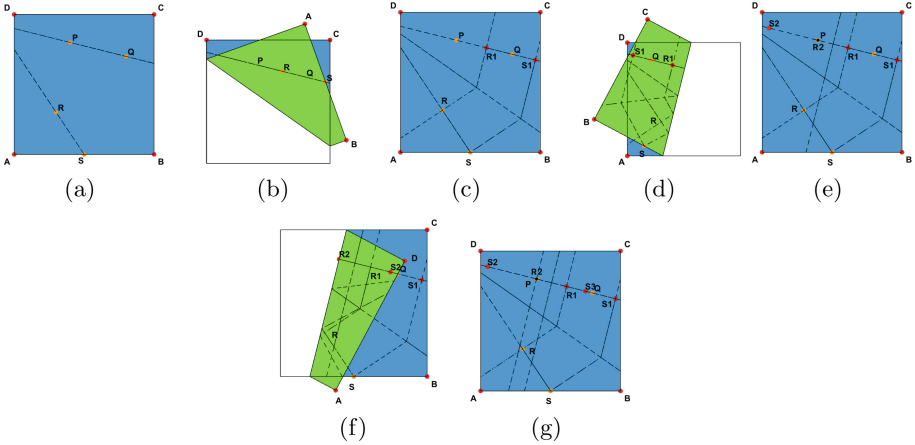 D C
P
Q
R
A S B
(a)
A
D C
P R Q S
B
(b)
D C
P
R1
Q
S1
R
A S B
(c)
C
D
S1 Q R1
B
R
S
A
(d)
D C
S2
P
R2
R1
Q
S1
R
A S B
(e)
C
R2
S2 Q
D
R1
S1
R
S B
A
(f)
D C
S2
R2
P
R1
S3 Q
S1
R
A S B
(g)